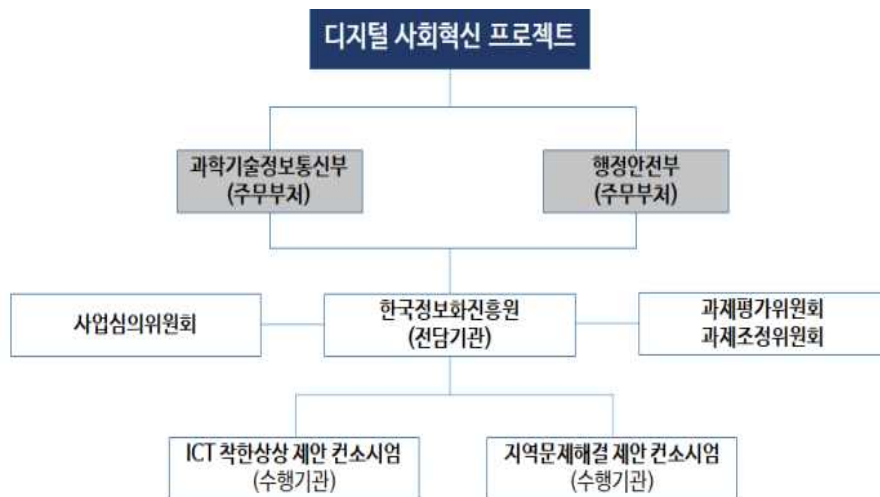 디지털 사회혁신 프로젝트
과학기술정보통신부
(주무부처)
행정안전부
(주무부처)
사업심의위원회
한국정보화진흥원
(전담기관)
과제평가위원회
과제조정위원회
ICT 착한상상 제안 컨소시엄
(수행기관)
지역문제해결 제안 컨소시엄
(수행기관)